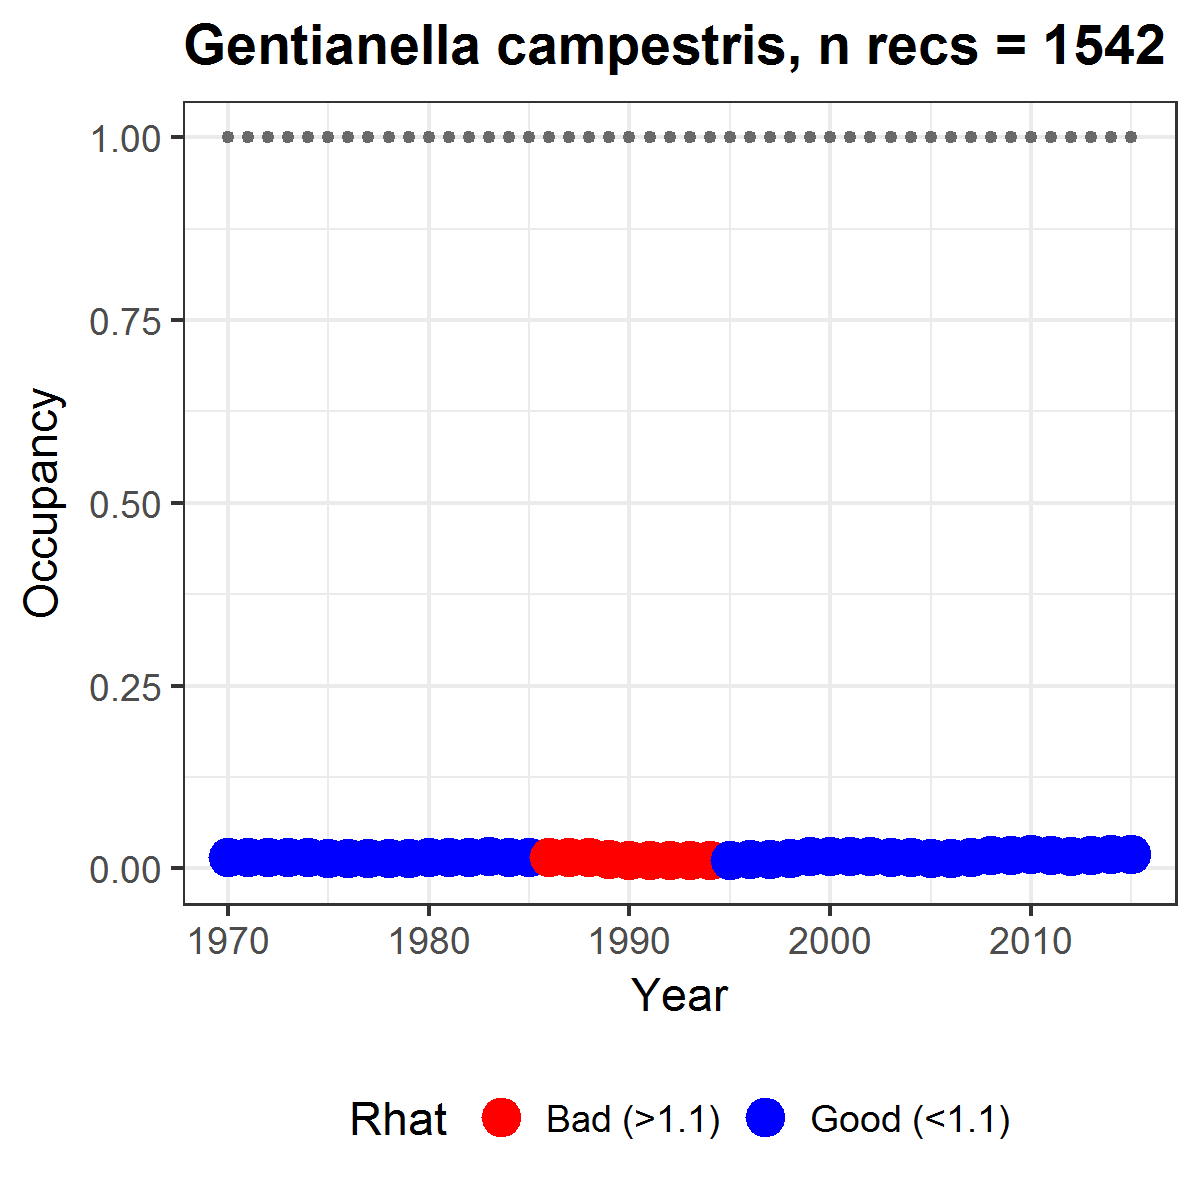 Gentianella campestris, n recs = 1542
1.00
0.75
0.50
0.25
0.00
Occupancy
1970 1980 1990 2000 2010
Year
Rhat Bad (>1.1) Good (<1.1)